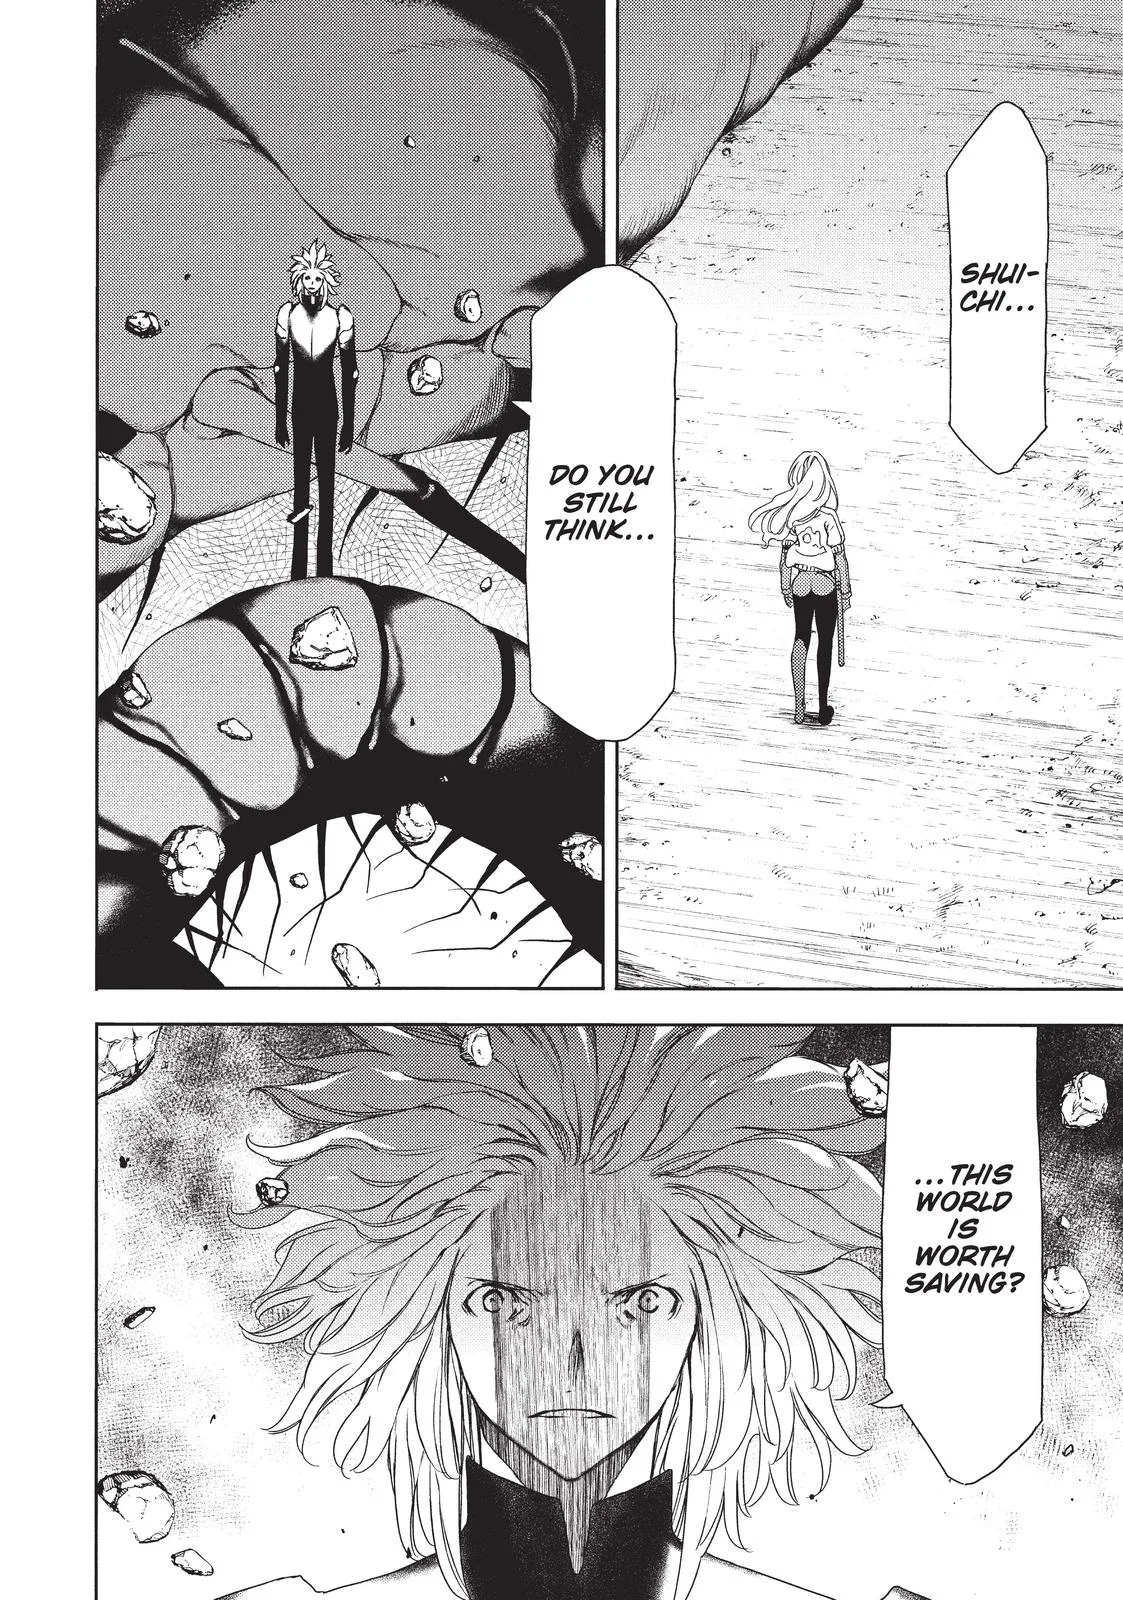 SHUI-
CHI...
DO YOU
STILL
THINK...
...THIS
WORLD
IS
WORTH
SAVING?